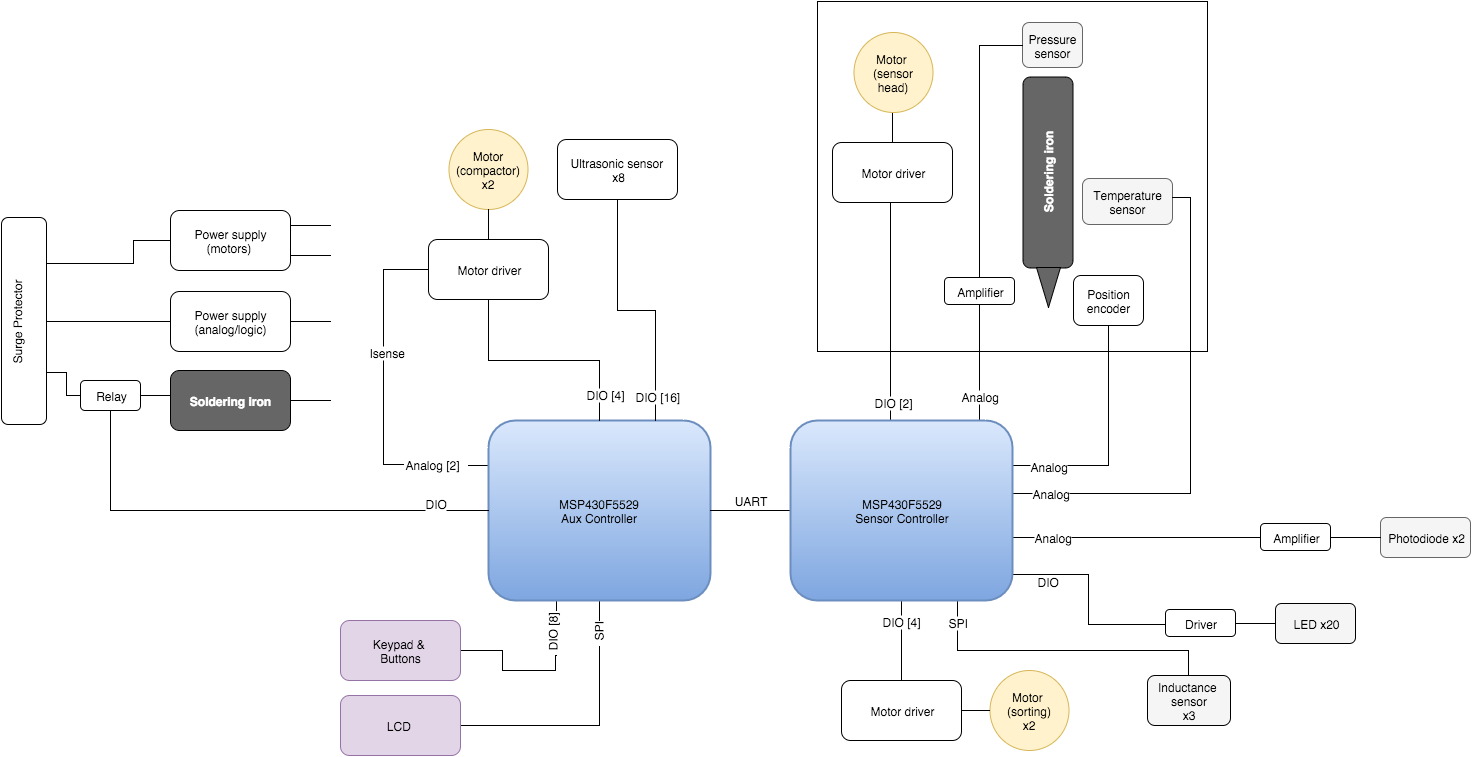 Pressure
sensor
Motor
(sensor
head)
Motor driver
Soldering iron
Temperature
sensor
Amplifier
Position
encoder
Motor
(compactor)
x2
Ultrasonic sensor
x8
Motor driver
Surge Protector
Power supply
(motors)
Power supply
(analog/logic)
Relay
Soldering iron
Isense
DIO [4]
DIO [16]
DIO [2]
Analog
Analog [2]
DIO
MSP430F5529
Aux Controller
UART
MSP430F5529
Sensor Controller
Analog
Analog
Analog
Amplifier
Photodiode x2
DIO
Driver
LED x20
DIO [8]
SPI
DIO [4]
SPI
Keypad &
Buttons
LCD
Motor driver
Motor
(sorting)
x2
Inductance
sensor
x3